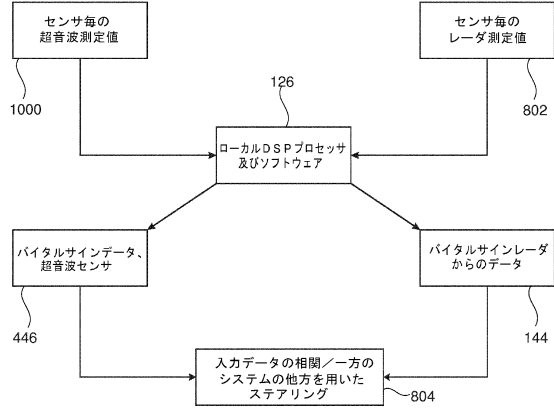 センサ毎の
超音波測定値
1000
センサ毎の
レーダ測定値
802
126
ローカルDSPプロセッサ
及びソフトウェア
バイタルサインデータ、
超音波センサ
446
バイタルサインレーダ
からのデータ
144
入力データの相関／一方の
システムの他方を用いた
ステアリング
804